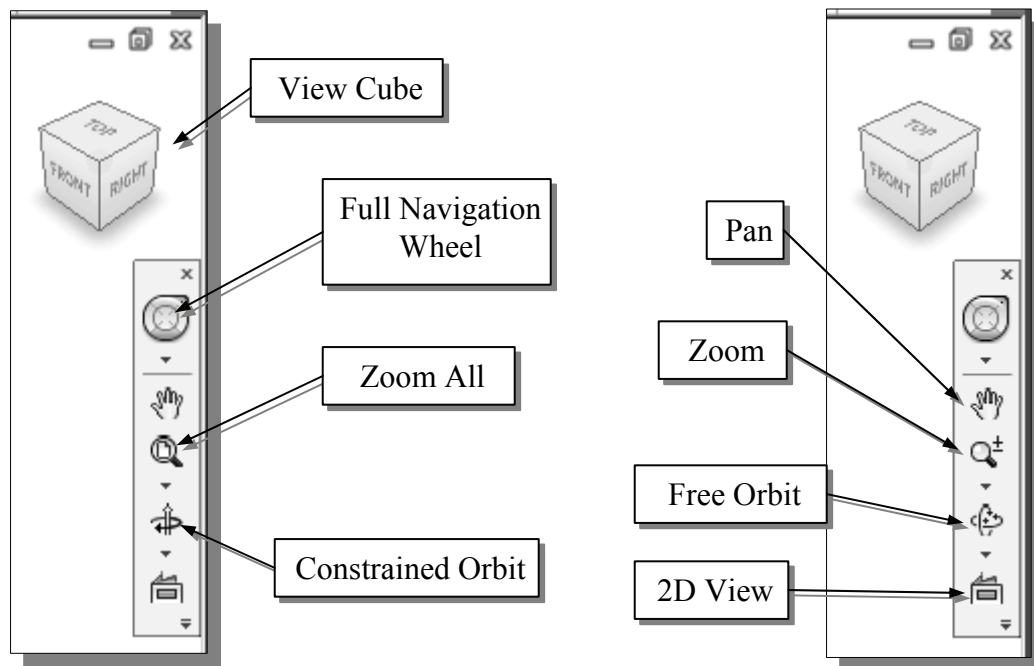 View Cube
TOP
FRONT
RIGHT
Full Navigation
Wheel
Zoom All
Constrained Orbit
TOP
FRONT
RIGHT
Pan
Zoom
Free Orbit
2D View